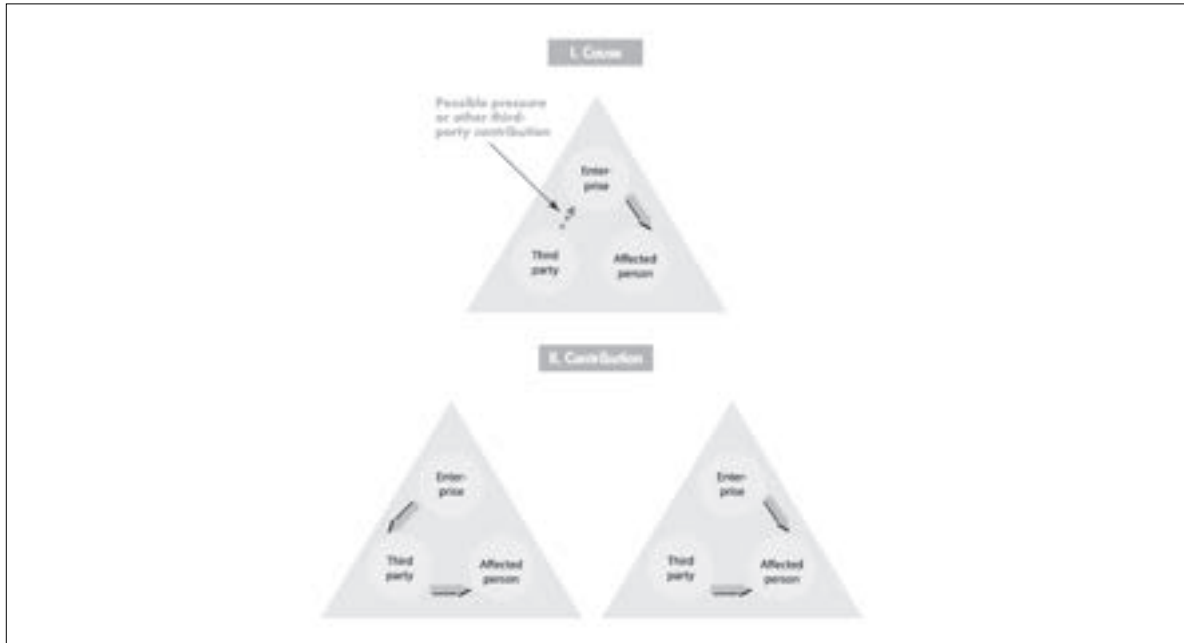 I. Cause
Possible pressure
or other third-
party contribution
Enter-
prise
Third
party
Affected
person
II. Contribution
Enter-
prise
Third
party
Affected
person
Enter-
prise
Third
party
Affected
person